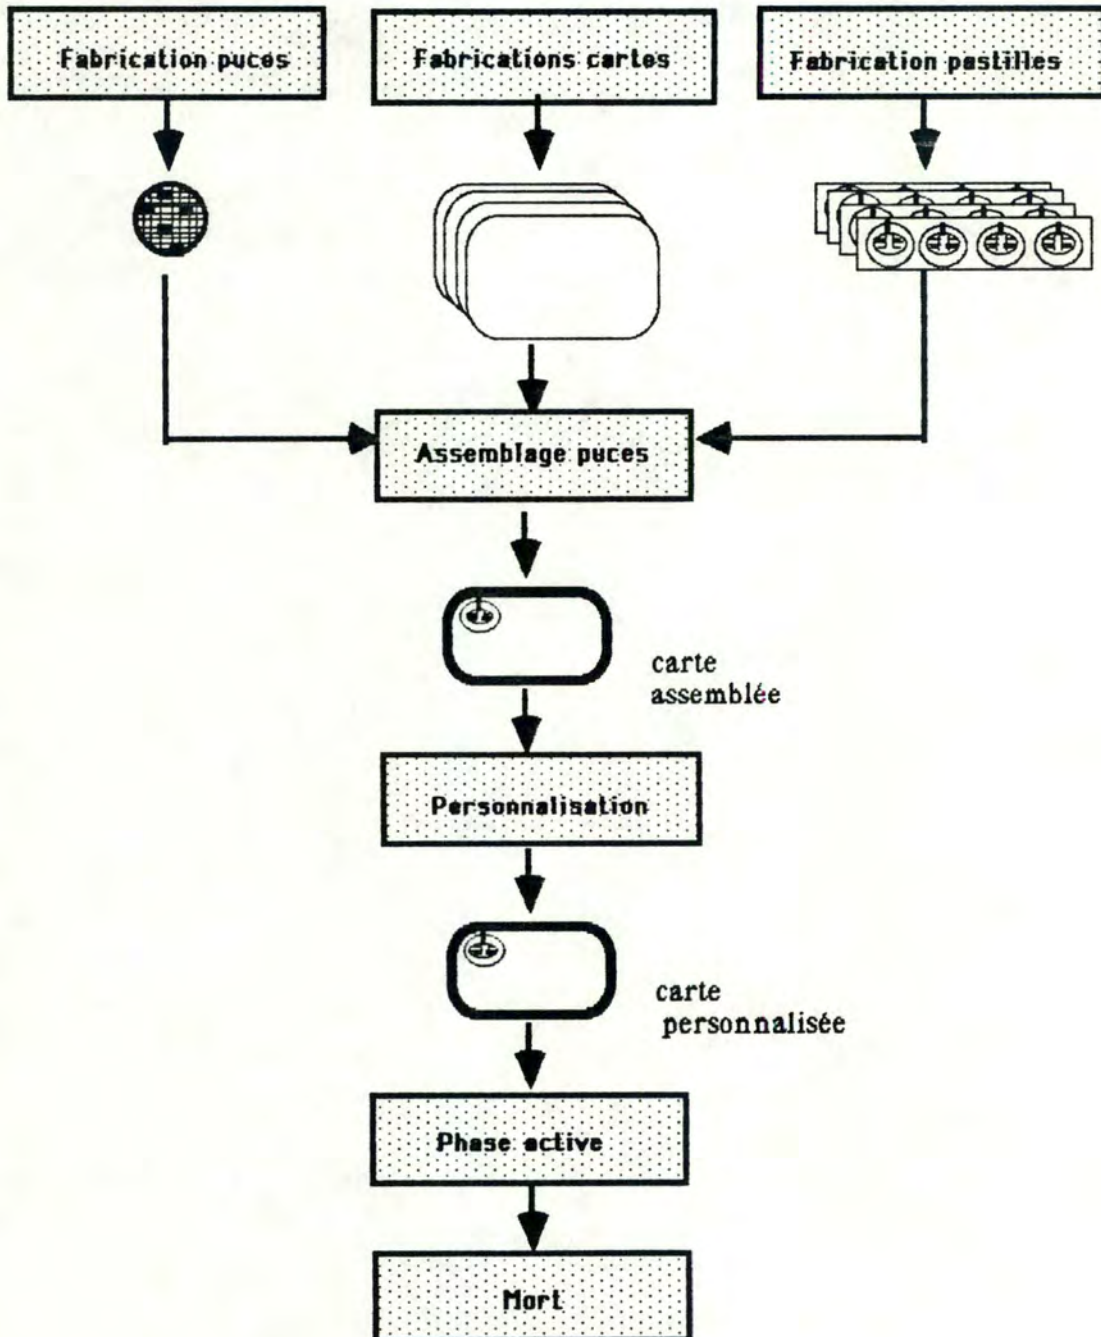 Fabrication puces
Fabrications cartes
Fabrication pastilles
Assemblage puces
carte
assemblée
Personnalisation
carte
personnalisée
Phase active
Mort